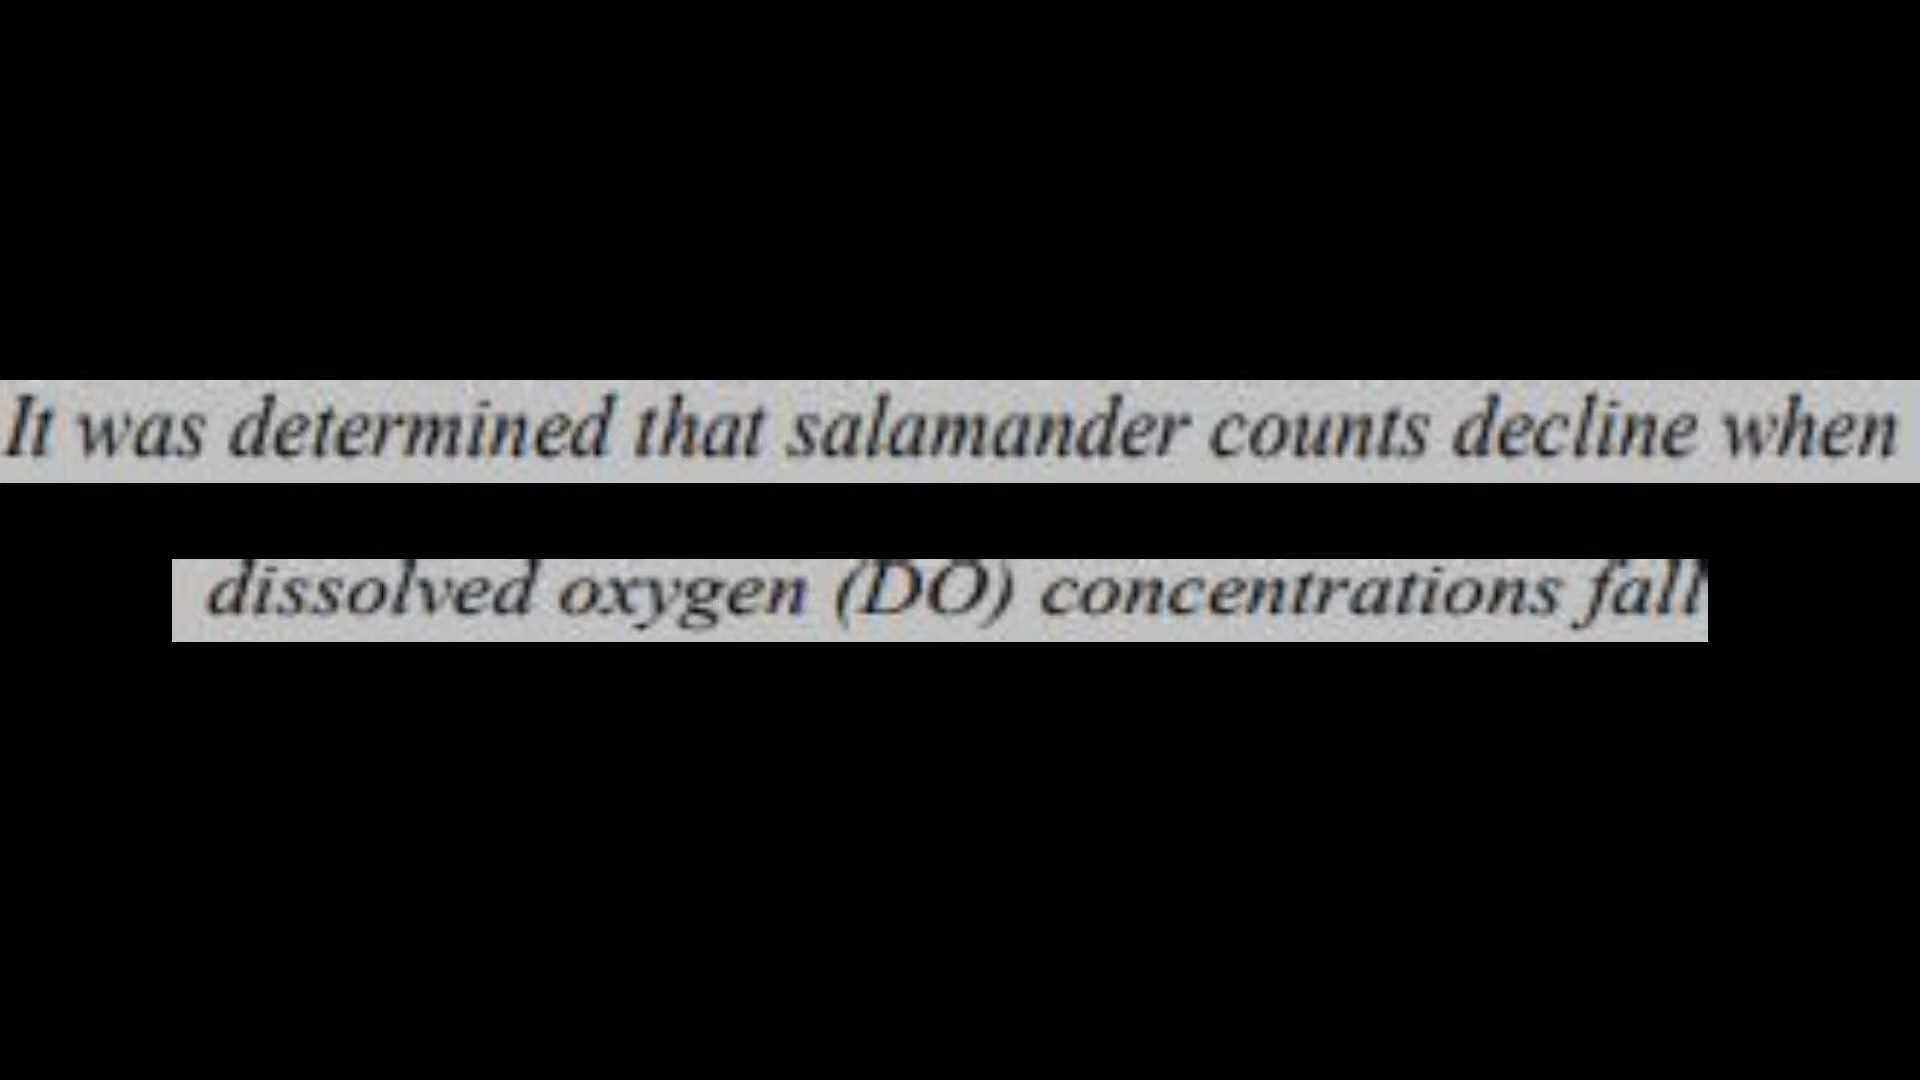 It was determined that salamander counts decline when
dissolved oxygen (DO) concentrations fall